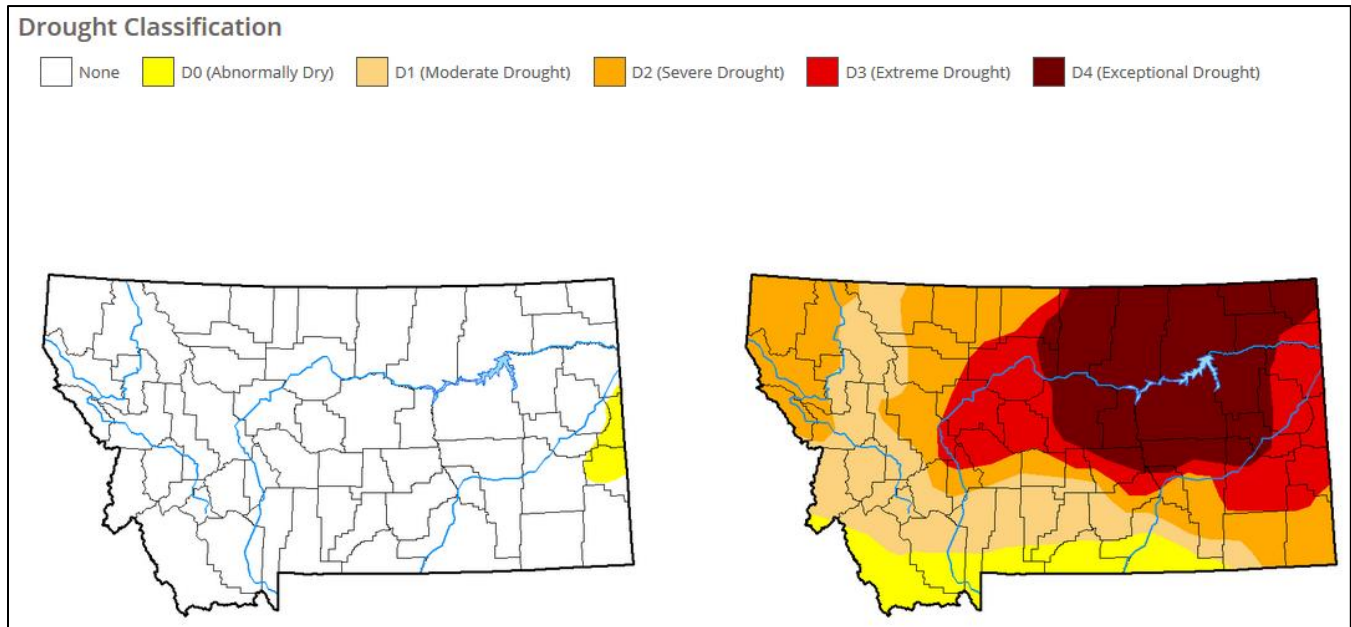 Drought Classification
None D0 (Abnormally Dry) D1 (Moderate Drought) D2 (Severe Drought) D3 (Extreme Drought) D4 (Exceptional Drought)